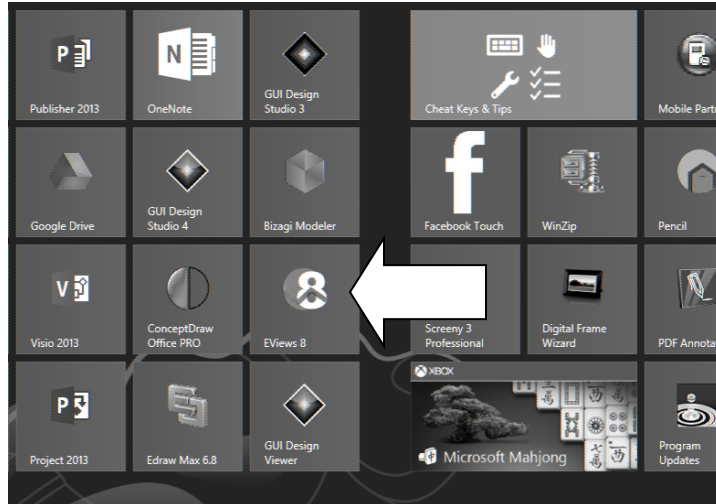 Publisher 2013
OneNote
GUI Design
Studio 3
Cheat Keys & Tips
Google Drive
GUI Design
Studio 4
Bizagi Modeler
Facebook Touch
WinZip
Pencil
Visio 2013
ConceptDraw
Office PRO
EViews 8
Screeny 3
Professional
Digital Frame
Wizard
XBOX
Microsoft Mahjong
Project 2013
Edraw Max 6.8
GUI Design
Viewer
Program
Updates
Mobile Part
PDF Annotat